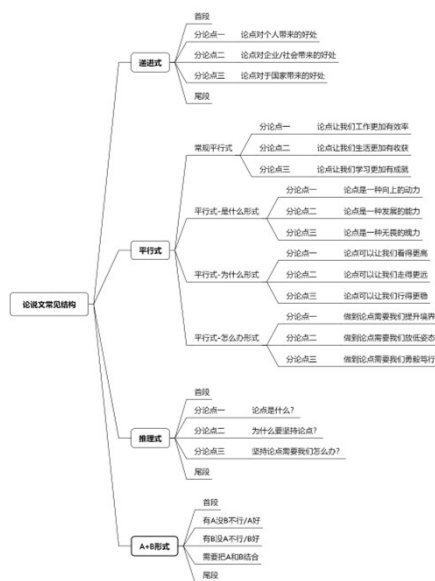 论说文常见结构
递进式
首段
分论点一 论点对个人带来的好处
分论点二 论点对企业/社会带来的好处
分论点三 论点对于国家带来的好处
尾段
平行式
常规平行式
分论点一 论点让我们工作更加有效率
分论点二 论点让我们生活更加有收获
分论点三 论点让我们学习更加有成就
平行式-是什么形式
分论点一 论点是一种向上的动力
分论点二 论点是一种发展的能力
分论点三 论点是一种无畏的魄力
平行式-为什么形式
分论点一 论点可以让我们看得更高
分论点二 论点可以让我们走得更远
分论点三 论点可以让我们行得更稳
平行式-怎么办形式
分论点一 做到论点需要我们提升境界
分论点二 做到论点需要我们放低姿态
分论点三 做到论点需要我们勇毅笃行
推理式
首段
分论点一 论点是什么?
分论点二 为什么要坚持论点?
分论点三 坚持论点需要我们怎么办?
尾段
A+B形式
首段
有A没B不行/A好
有B没A不行/B好
需要把A和B结合
尾段